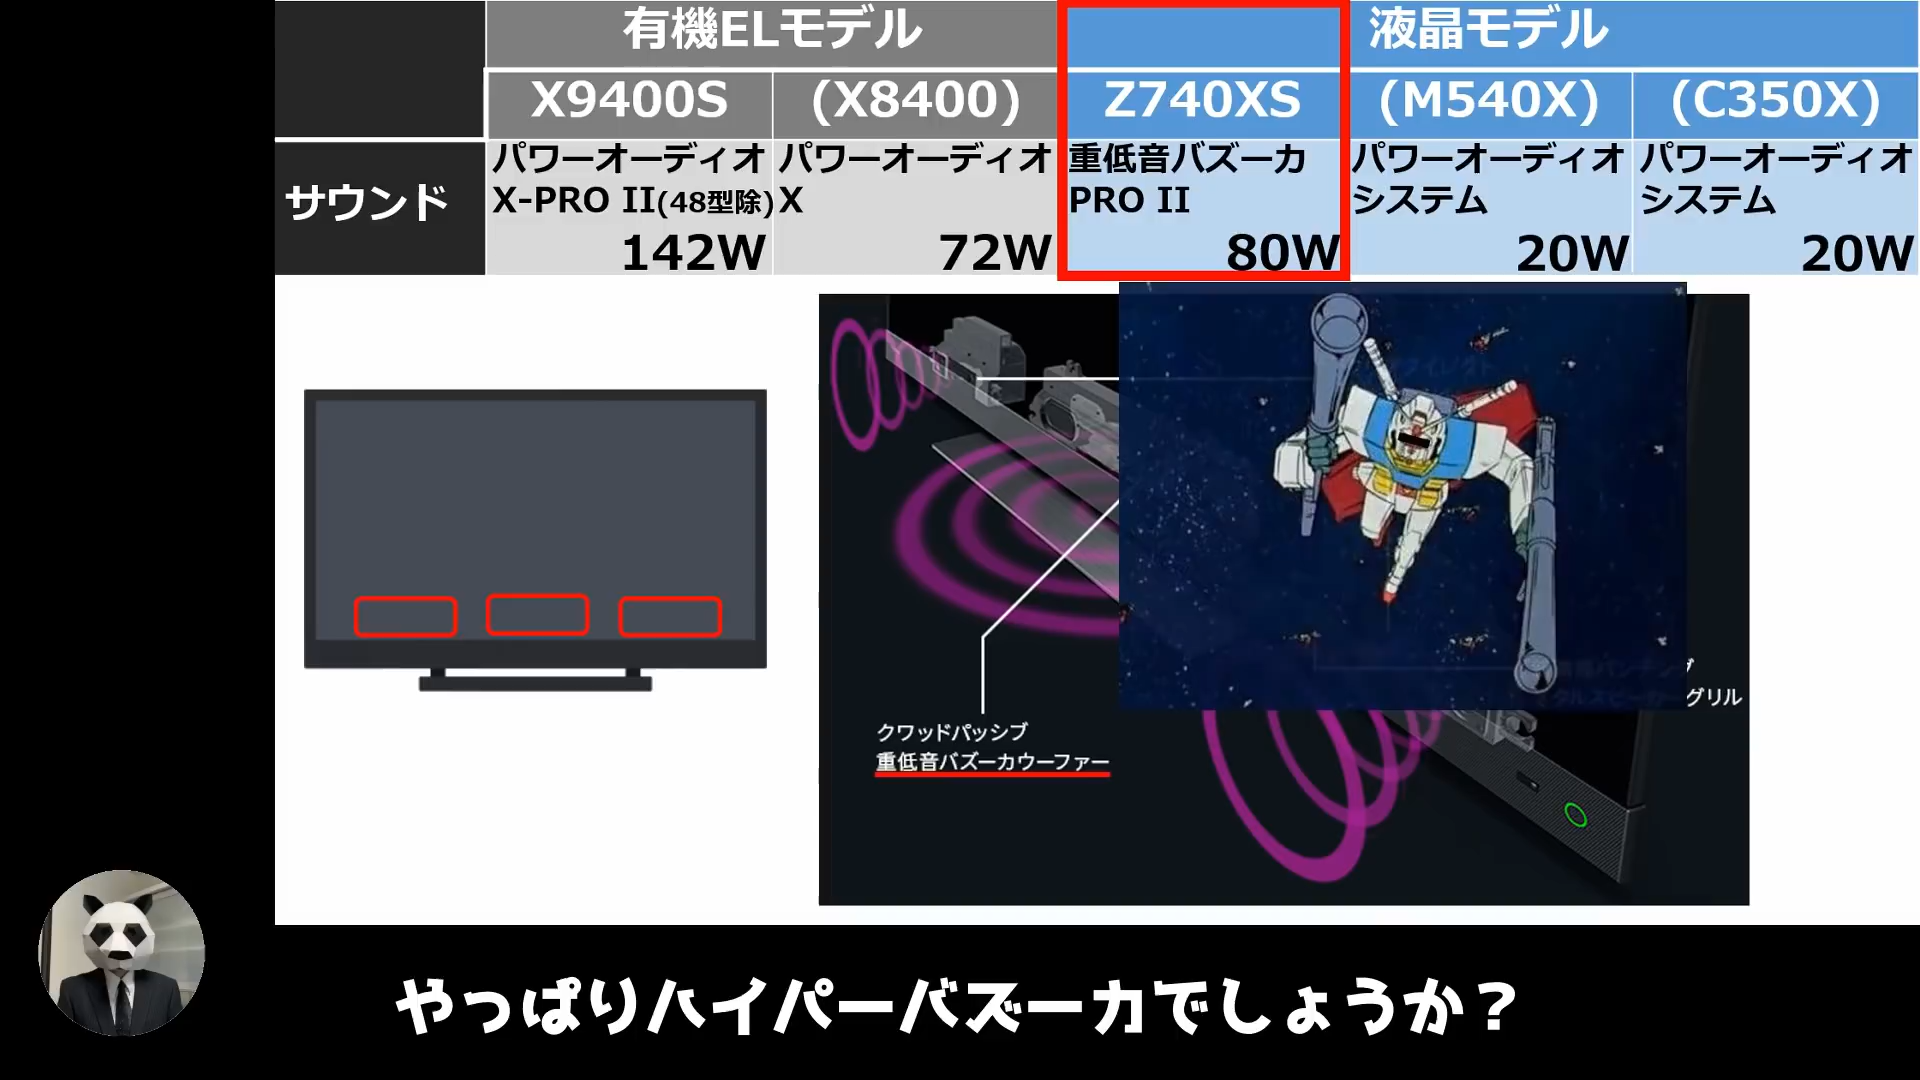 有機ELモデル
液晶モデル
X9400S
(X8400)
Z740XS
(M540X)
(C350X)
サウンド
パワーオーディオ
X-PRO II(48型除)
142W
パワーオーディオ
X
72W
重低音バズーカ
PRO II
80W
パワーオーディオ
システム
20W
パワーオーディオ
システム
20W
グリル
クワッドパッシブ
重低音バズーカウーファー
やっぱりハイパーバズーカでしょうか？